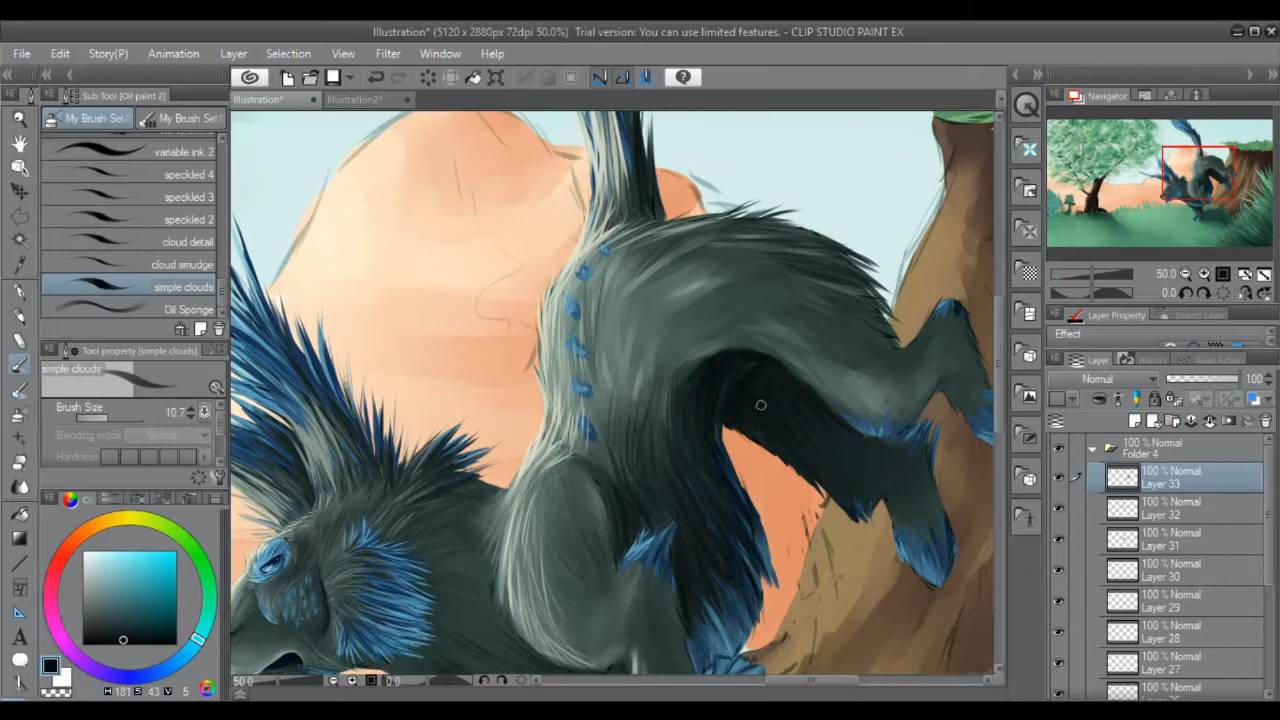 Illustration* (5120 x 2880px 72dpi 50.0%) Trial version: You can use limited features. - CLIP STUDIO PAINT EX
File Edit Story(P) Animation Layer Selection View Filter Window Help
Sub Tool [Oil paint 2]
My Brush Set
My Brush Set
variable ink 2
speckled 4
speckled 3
speckled 2
cloud detail
cloud smudge
simple clouds
Oil Sponge
Tool property [simple clouds]
simple clouds
Brush Size 10.7
Blending mode Normal
Hardness
H 181 S 43 V 5
Illustration*
Illustration2*
50.0
0.0
Navigator
50.0
0.0
Layer Property
Search Layer
Effect
Layer
History
Auto Action
Normal 100
100 % Normal
Folder 4
100 % Normal
Layer 33
100 % Normal
Layer 32
100 % Normal
Layer 31
100 % Normal
Layer 30
100 % Normal
Layer 29
100 % Normal
Layer 28
100 % Normal
Layer 27
100 % Normal